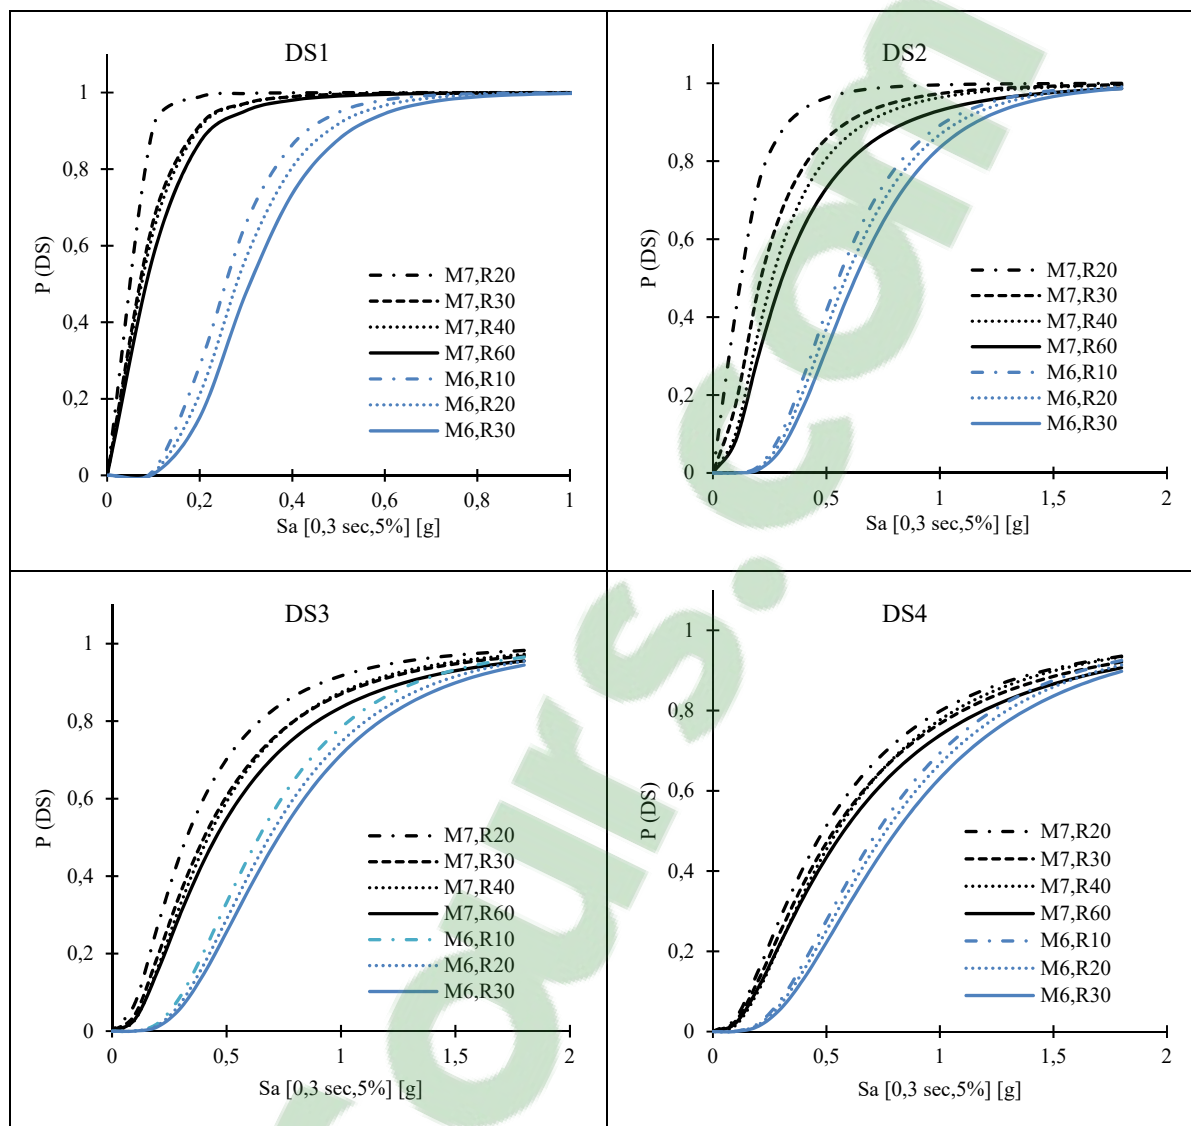 DS1
P (DS)
1
0,8
0,6
0,4
0,2
0
0
0,2
0,4
0,6
0,8
1
Sa [0,3 sec,5%] [g]
M7,R20
M7,R30
M7,R40
M7,R60
M6,R10
M6,R20
M6,R30
DS2
P (DS)
1
0,8
0,6
0,4
0,2
0
0
0,5
1
1,5
2
Sa [0,3 sec,5%] [g]
M7,R20
M7,R30
M7,R40
M7,R60
M6,R10
M6,R20
M6,R30
DS3
P (DS)
1
0,8
0,6
0,4
0,2
0
0
0,5
1
1,5
2
Sa [0,3 sec,5%] [g]
M7,R20
M7,R30
M7,R40
M7,R60
M6,R10
M6,R20
M6,R30
DS4
P (DS)
1
0,8
0,6
0,4
0,2
0
0
0,5
1
1,5
2
Sa [0,3 sec,5%] [g]
M7,R20
M7,R30
M7,R40
M7,R60
M6,R10
M6,R20
M6,R30
ours.com